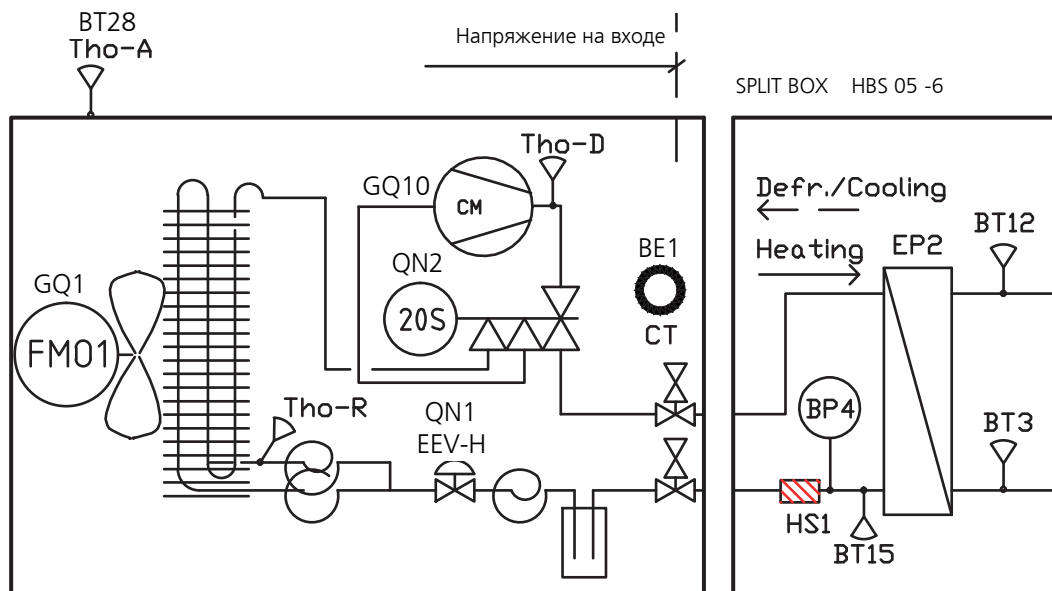 BT28
Tho-A
Напряжение на входе
SPLIT BOX HBS 05 -6
Tho-D
GQ10
CM
Defr./Cooling
BT12
Heating
EP2
QN2
BE1
GQ1
20S
CT
FM01
Tho-R
QN1
EEV-H
BP4
BT3
HS1
BT15